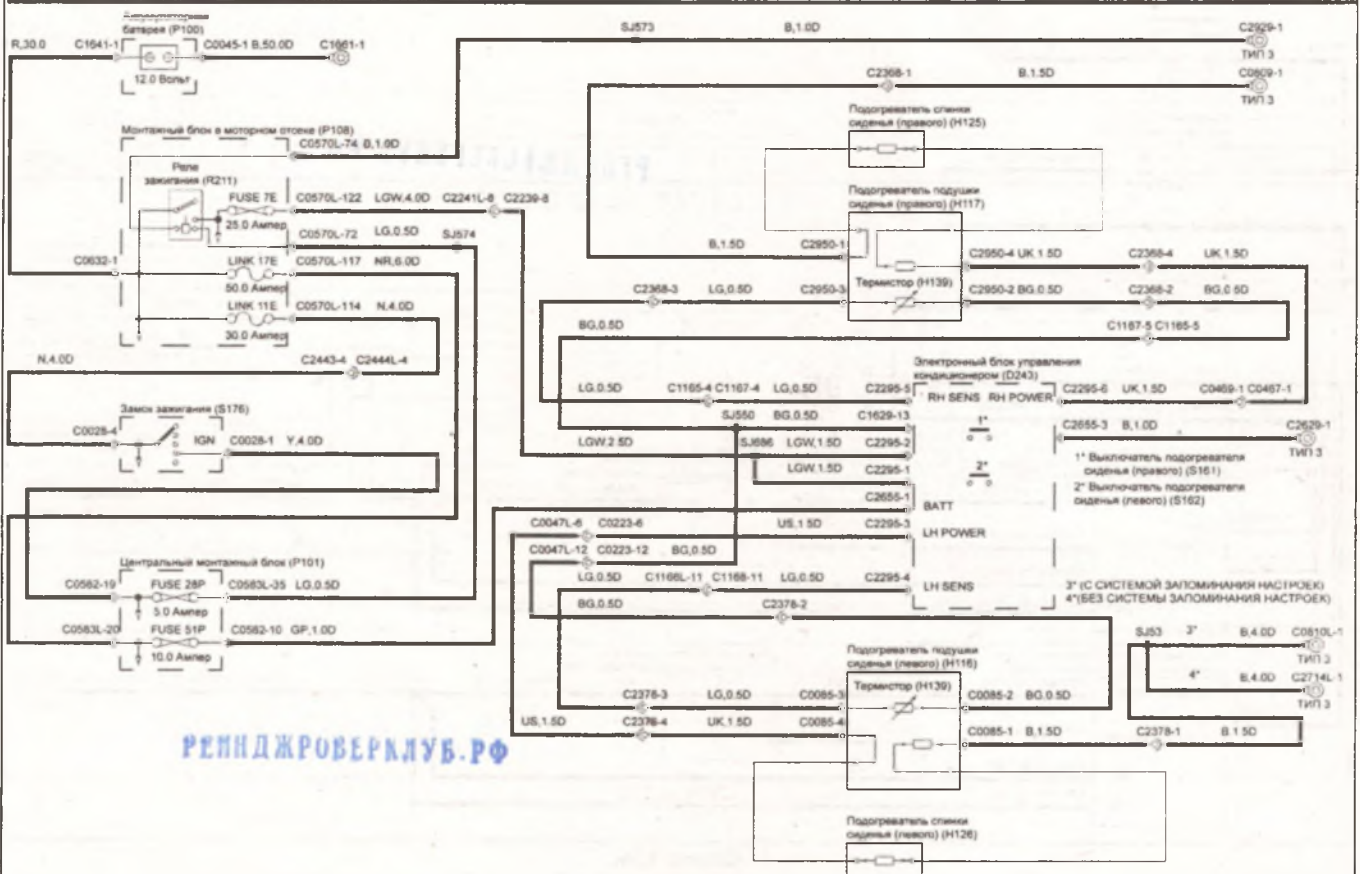 батарея (P100)
R,30.0 C1641-1 C0045-1 B,50.0D C1661-1
12.0 Вольт
SJ573 B,1.0D C2929-1
ТИП 3
C2368-1 B,1.5D C0609-1
ТИП 3
Монтажный блок в моторном отсеке (P108)
C0570L-74 B,1.0D
Реле
зажигания (R211)
FUSE 7E C0570L-122 LGW,4.0D C2241L-8 C2239-8
25.0 Ампер
C0570L-72 LG,0.5D SJ574
C0632-1 LINK 17E C0570L-117 NR,6.0D
50.0 Ампер
LINK 11E C0570L-114 N,4.0D
30.0 Ампер
N,4.0D C2443-4 C2444L-4
Замок зажигания (S176)
C0028-4 IGN C0028-1 Y,4.0D
Центральный монтажный блок (P101)
C0582-19 FUSE 28P C0583L-35 LG,0.5D
5.0 Ампер
C0583L-20 FUSE 51P C0582-10 GP,1.0D
10.0 Ампер
Подогреватель спинки
сиденья (правого) (H125)
Подогреватель подушки
сиденья (правого) (H117)
B,1.5D C2950-1
C2950-4 UK,1.5D C2368-4 UK,1.5D
C2368-3 LG,0.5D C2950-3 Термистор (H139) C2950-2 BG,0.5D C2368-2 BG,0.5D
BG,0.5D C1167-5 C1165-5
Электронный блок управления
кондиционером (D243)
LG,0.5D C1165-4 C1167-4 LG,0.5D C2295-5 RH SENS RH POWER C2295-6 UK,1.5D C0469-1 C0467-1
SJ550 BG,0.5D C1629-13
1*
C2655-3 B,1.0D C2629-1
ТИП 3
LGW,2.5D SJ686 LGW,1.5D C2295-2
2*
LGW,1.5D C2295-1
1* Выключатель подогревателя
сиденья (правого) (S161)
2* Выключатель подогревателя
сиденья (левого) (S162)
C2655-1 BATT
C0047L-6 C0223-6 US,1.5D C2295-3 LH POWER
C0047L-12 C0223-12 BG,0.5D
LG,0.5D C1166L-11 C1168-11 LG,0.5D C2295-4 LH SENS
BG,0.5D C2378-2
3* (С СИСТЕМОЙ ЗАПОМИНАНИЯ НАСТРОЕК)
4*(БЕЗ СИСТЕМЫ ЗАПОМИНАНИЯ НАСТРОЕК)
SJ53 3* B,4.0D C0810L-1
ТИП 3
4* B,4.0D C2714L-1
ТИП 3
Подогреватель подушки
сиденья (левого) (H116)
C2378-3 LG,0.5D C0085-3 Термистор (H139) C0085-2 BG,0.5D
US,1.5D C2378-4 UK,1.5D C0085-4
C0085-1 B,1.5D C2378-1 B,1.5D
РЕИНДЖРОВЕРКЛУБ.РФ
Подогреватель спинки
сиденья (левого) (H126)